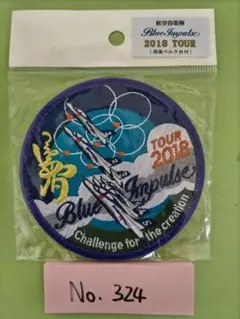 航空自衛隊
Blue Impulse
2018 TOUR
TOUR
2018
Blue Impulse
Challenge for the creation
No. 324